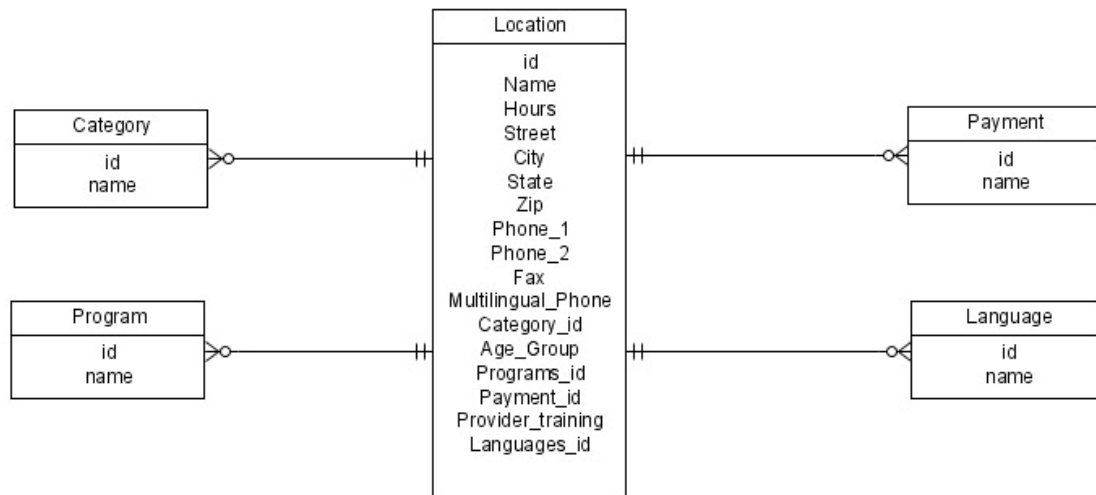 Location
id
Name
Hours
Street
City
State
Zip
Phone_1
Phone_2
Fax
Multilingual_Phone
Category_id
Age_Group
Programs_id
Payment_id
Provider_training
Languages_id
Category
id
name
Program
id
name
Payment
id
name
Language
id
name